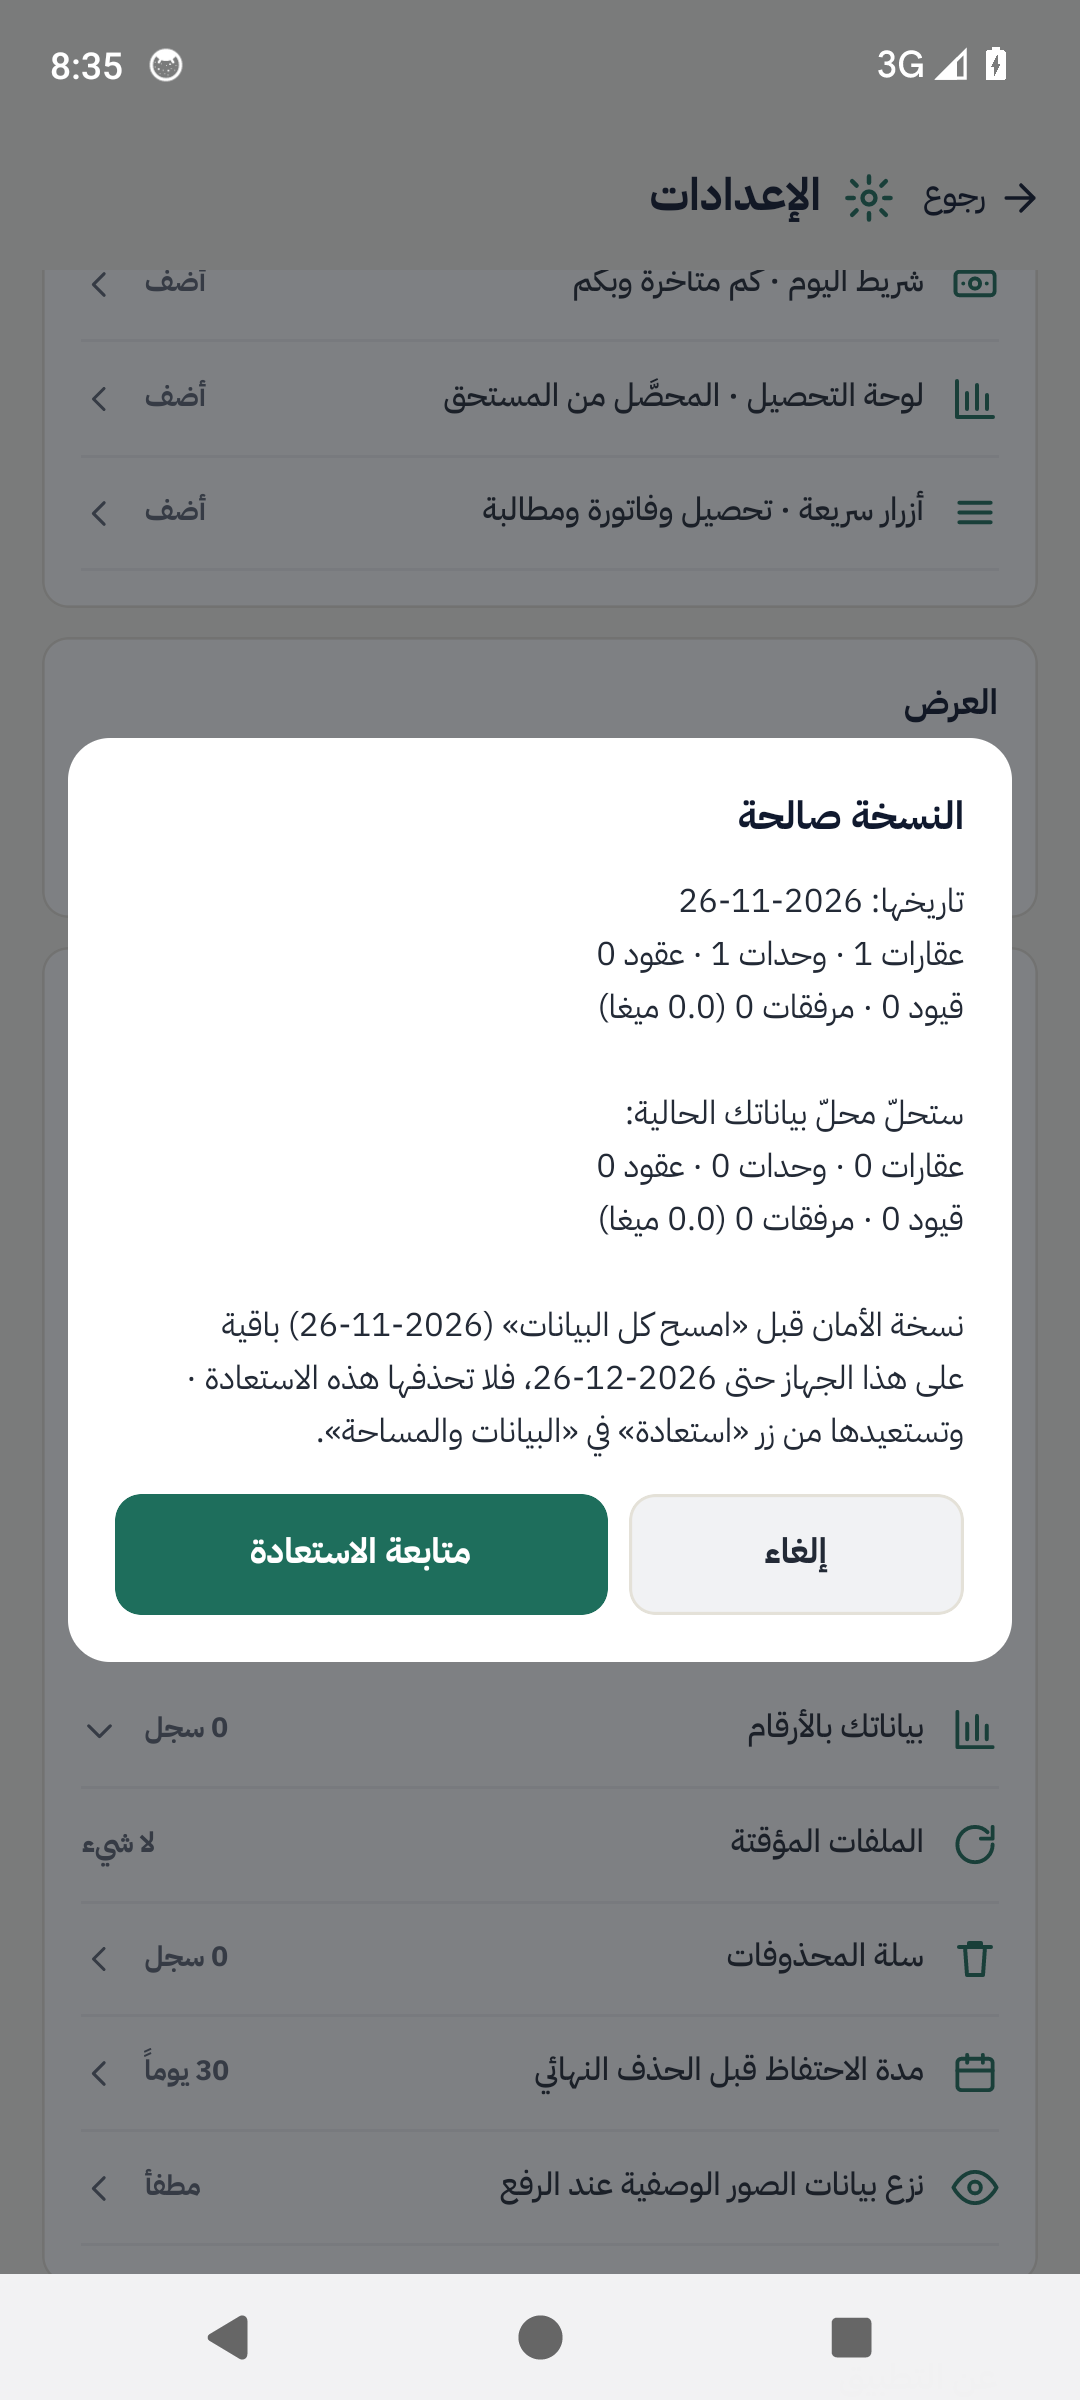 8:35
3G
رجوع
الإعدادات
شريط اليوم · كم متأخرة وبكم
أضف
لوحة التحصيل · المحصَّل من المستحق
أضف
أزرار سريعة · تحصيل وفاتورة ومطالبة
أضف
العرض
النسخة صالحة
تاريخها: 2026-11-26
عقارات 1 · وحدات 1 · عقود 0
قيود 0 · مرفقات 0 (0.0 ميغا)
ستحلّ محلّ بياناتك الحالية:
عقارات 0 · وحدات 0 · عقود 0
قيود 0 · مرفقات 0 (0.0 ميغا)
نسخة الأمان قبل «امسح كل البيانات» (2026-11-26) باقية
على هذا الجهاز حتى 2026-12-26، فلا تحذفها هذه الاستعادة ·
وتستعيدها من زر «استعادة» في «البيانات والمساحة».
إلغاء
متابعة الاستعادة
بياناتك بالأرقام
0 سجل
الملفات المؤقتة
لا شيء
سلة المحذوفات
0 سجل
مدة الاحتفاظ قبل الحذف النهائي
30 يوماً
نزع بيانات الصور الوصفية عند الرفع
مطفأ